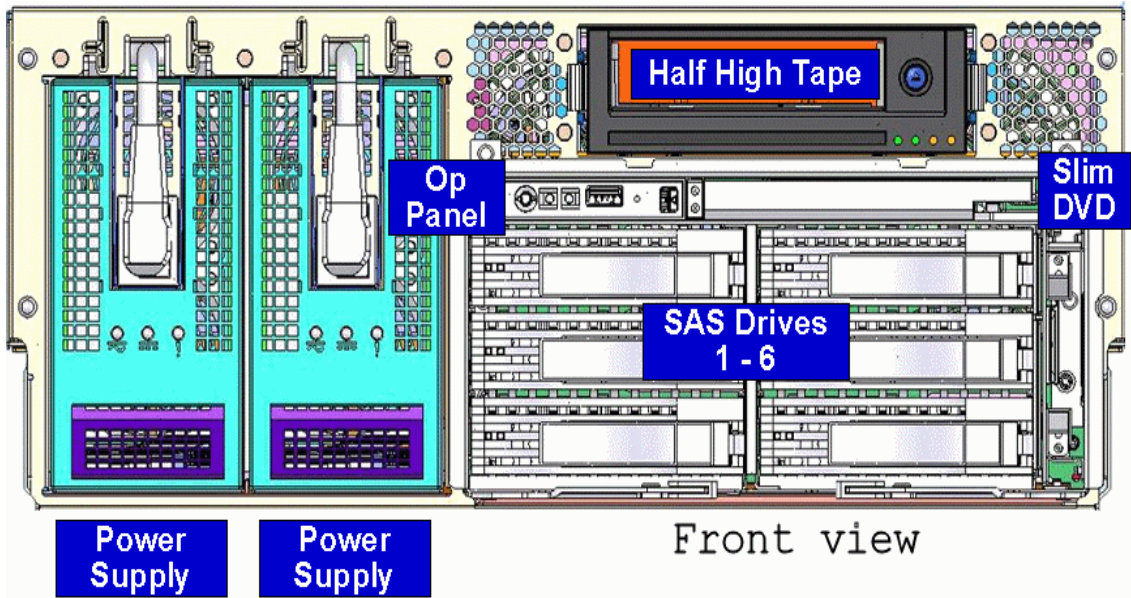 Half High Tape
Op
Panel
Slim
DVD
SAS Drives
1 - 6
Power
Supply
Power
Supply
Front view